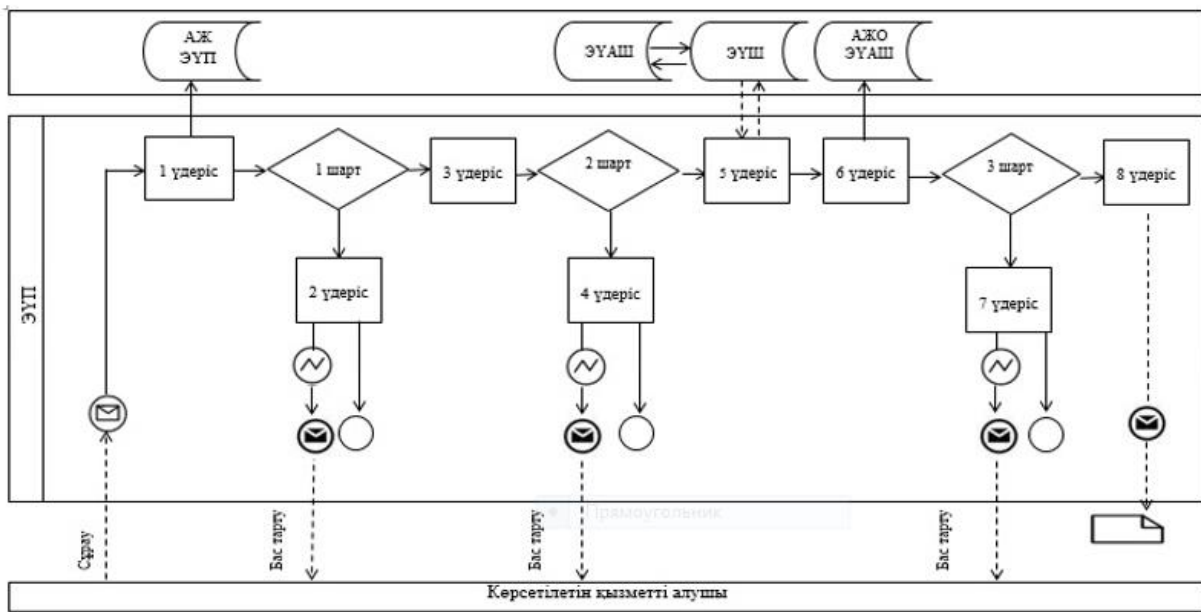 АЖ
ЭҮП
ЭҮАШ
ЭҮШ
АЖО
ЭҮАШ
1 үдеріс
1 шарт
3 үдеріс
2 шарт
5 үдеріс
6 үдеріс
3 шарт
8 үдеріс
2 үдеріс
4 үдеріс
7 үдеріс
ЭҮП
Сұрау
Бас тарту
Бас тарту
Бас тарту
Прямоугольник
Көрсетілетін қызметті алушы